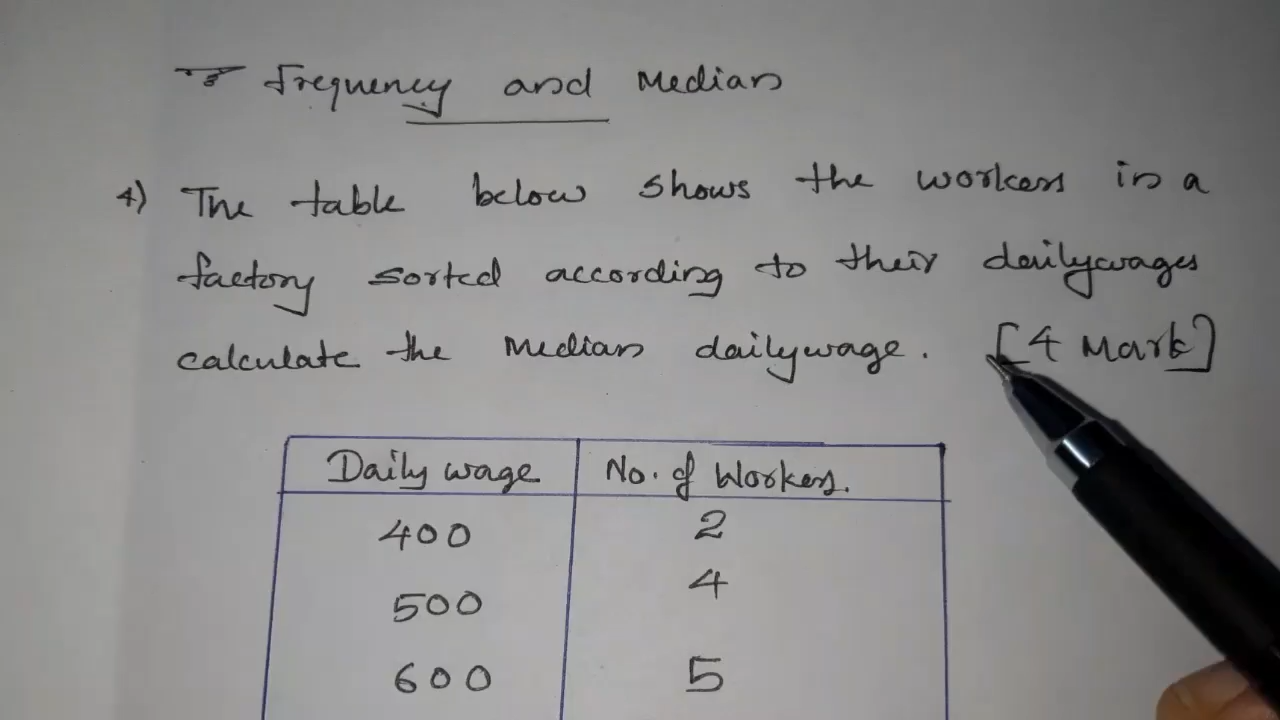 Frequency and Median
4) The table below shows the workers in a
factory sorted according to their dailywages
calculate the Median dailywage. [4 Mark]
Daily wage No. of Workers.
400 2
500 4
600 5